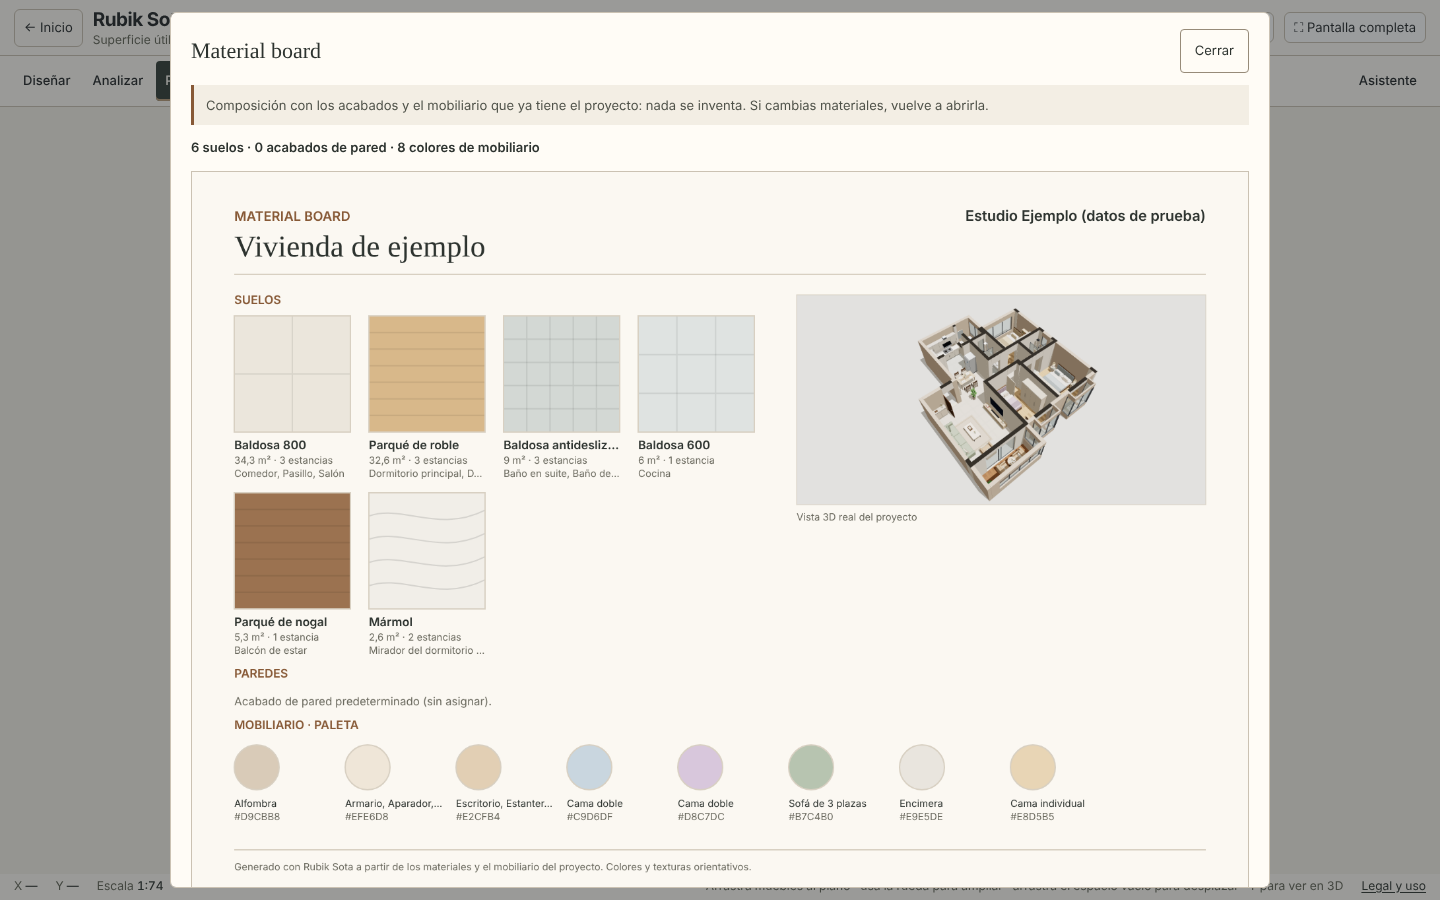 ← Inicio
Rubik So
Superficie útil
Pantalla completa
Diseñar
Analizar
Asistente
Material board
Cerrar
Composición con los acabados y el mobiliario que ya tiene el proyecto: nada se inventa. Si cambias materiales, vuelve a abrirla.
6 suelos · 0 acabados de pared · 8 colores de mobiliario
MATERIAL BOARD
Estudio Ejemplo (datos de prueba)
Vivienda de ejemplo
SUELOS
Baldosa 800
34,3 m² · 3 estancias
Comedor, Pasillo, Salón
Parqué de roble
32,6 m² · 3 estancias
Dormitorio principal, D...
Baldosa antidesliz...
9 m² · 3 estancias
Baño en suite, Baño de...
Baldosa 600
6 m² · 1 estancia
Cocina
Vista 3D real del proyecto
Parqué de nogal
5,3 m² · 1 estancia
Balcón de estar
Mármol
2,6 m² · 2 estancias
Mirador del dormitorio ...
PAREDES
Acabado de pared predeterminado (sin asignar).
MOBILIARIO · PALETA
Alfombra
#D9CBB8
Armario, Aparador,...
#EFE6D8
Escritorio, Estanter...
#E2CFB4
Cama doble
#C9D6DF
Cama doble
#D8C7DC
Sofá de 3 plazas
#B7C4B0
Encimera
#E9E5DE
Cama individual
#E8D5B5
Generado con Rubik Sota a partir de los materiales y el mobiliario del proyecto. Colores y texturas orientativos.
X —
Y —
Escala 1:74
para ver en 3D
Legal y uso